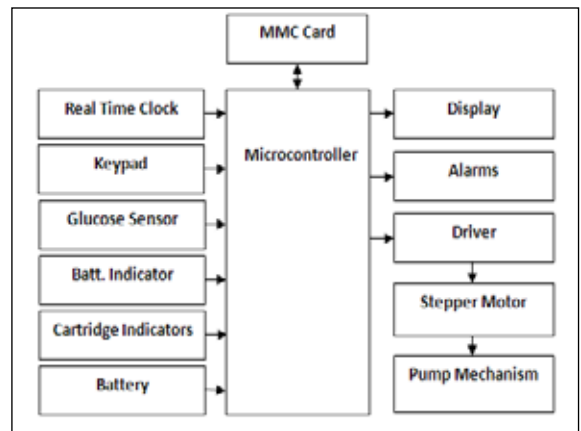 MMC Card
Real Time Clock
Keypad
Glucose Sensor
Batt. Indicator
Cartridge Indicators
Battery
Microcontroller
Display
Alarms
Driver
Stepper Motor
Pump Mechanism